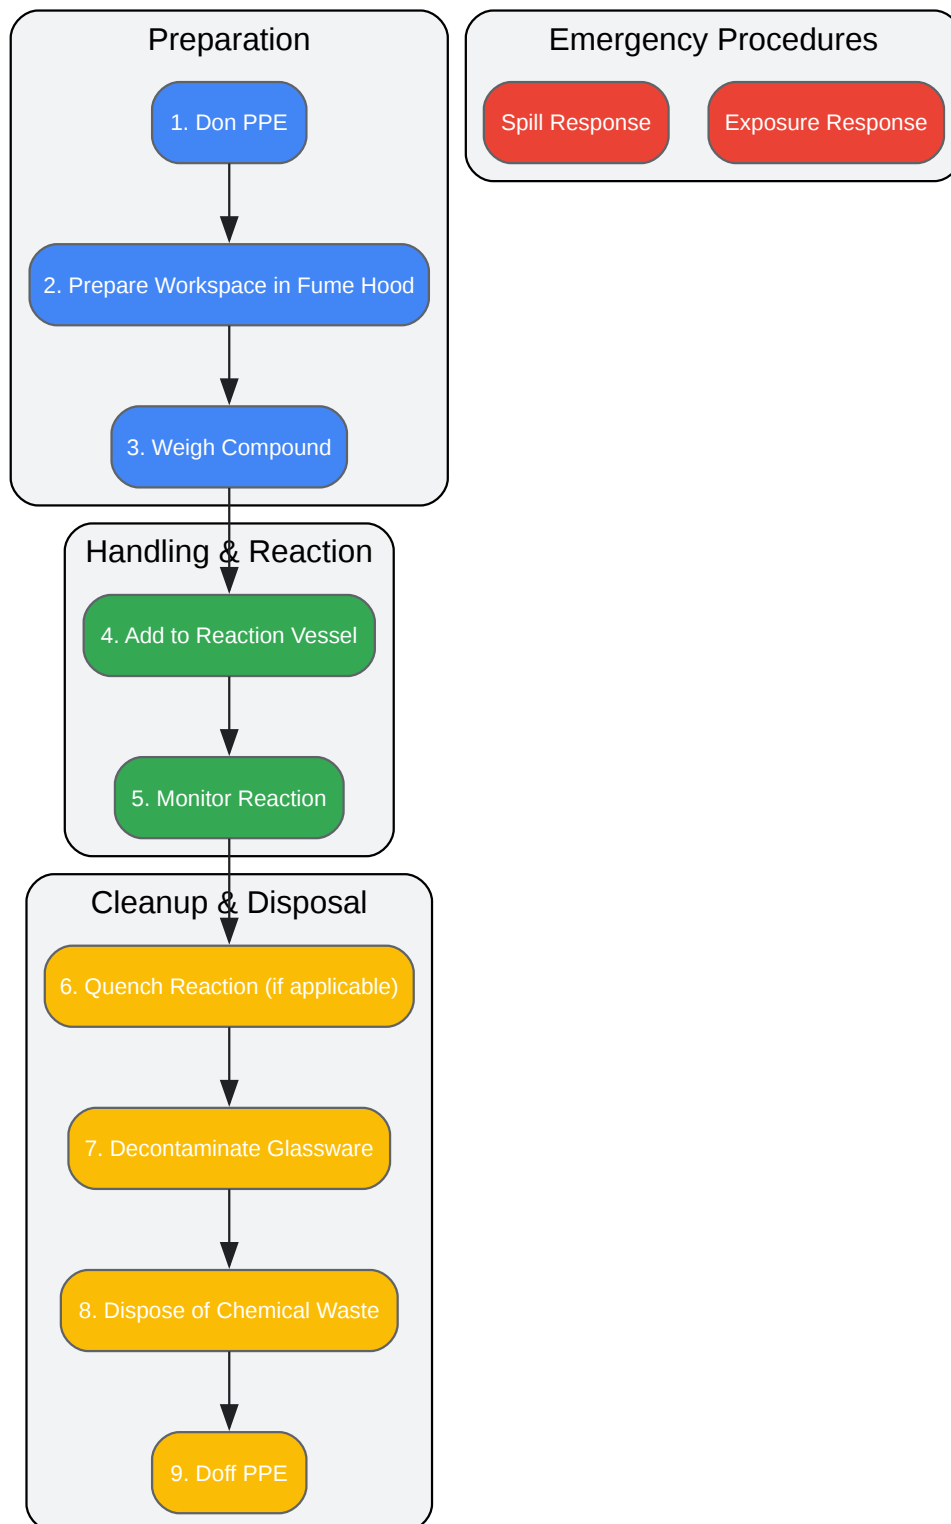 Preparation
1. Don PPE
2. Prepare Workspace in Fume Hood
3. Weigh Compound
Handling & Reaction
4. Add to Reaction Vessel
5. Monitor Reaction
Cleanup & Disposal
6. Quench Reaction (if applicable)
7. Decontaminate Glassware
8. Dispose of Chemical Waste
9. Doff PPE
Emergency Procedures
Spill Response
Exposure Response